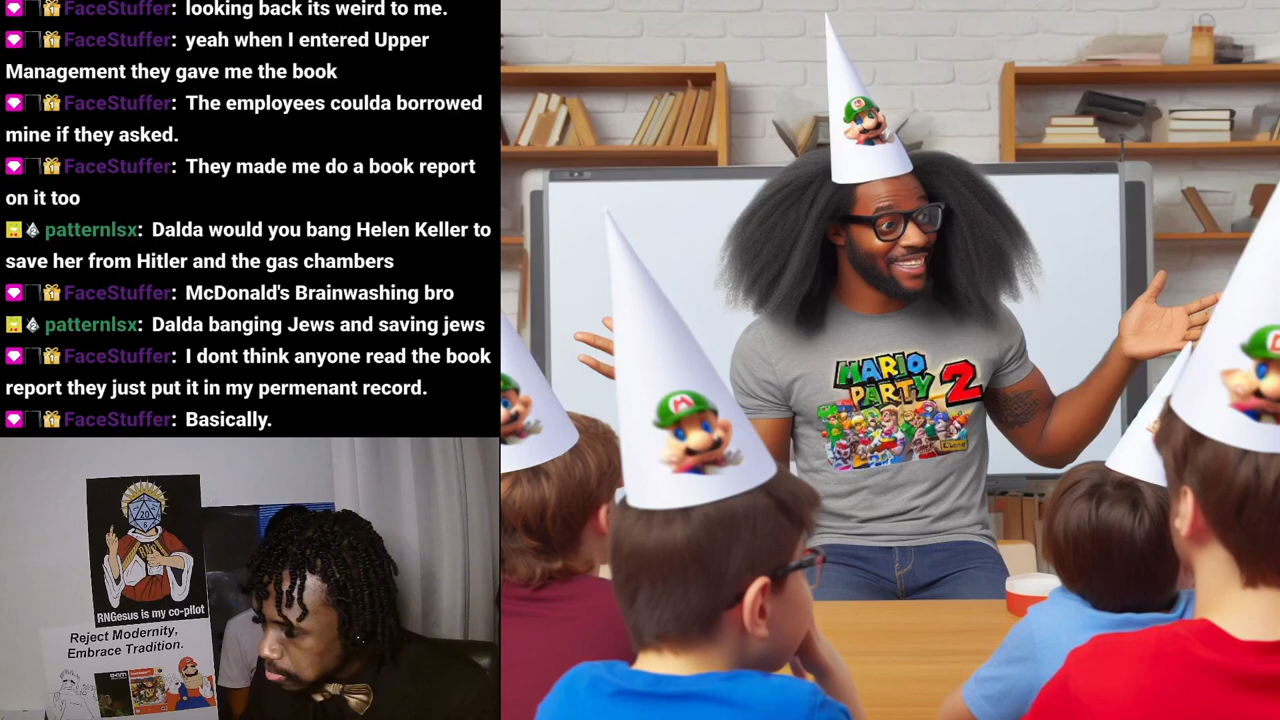 FaceStuffer: looking back its weird to me.
FaceStuffer: yeah when I entered Upper
Management they gave me the book
FaceStuffer: The employees coulda borrowed
mine if they asked.
FaceStuffer: They made me do a book report
on it too
patternlsx: Dalda would you bang Helen Keller to
save her from Hitler and the gas chambers
FaceStuffer: McDonald's Brainwashing bro
patternlsx: Dalda banging Jews and saving jews
FaceStuffer: I dont think anyone read the book
report they just put it in my permenant record.
FaceStuffer: Basically.
20
RNGesus is my co-pilot
Reject Modernity,
Embrace Tradition.
MARIO
PARTY 2